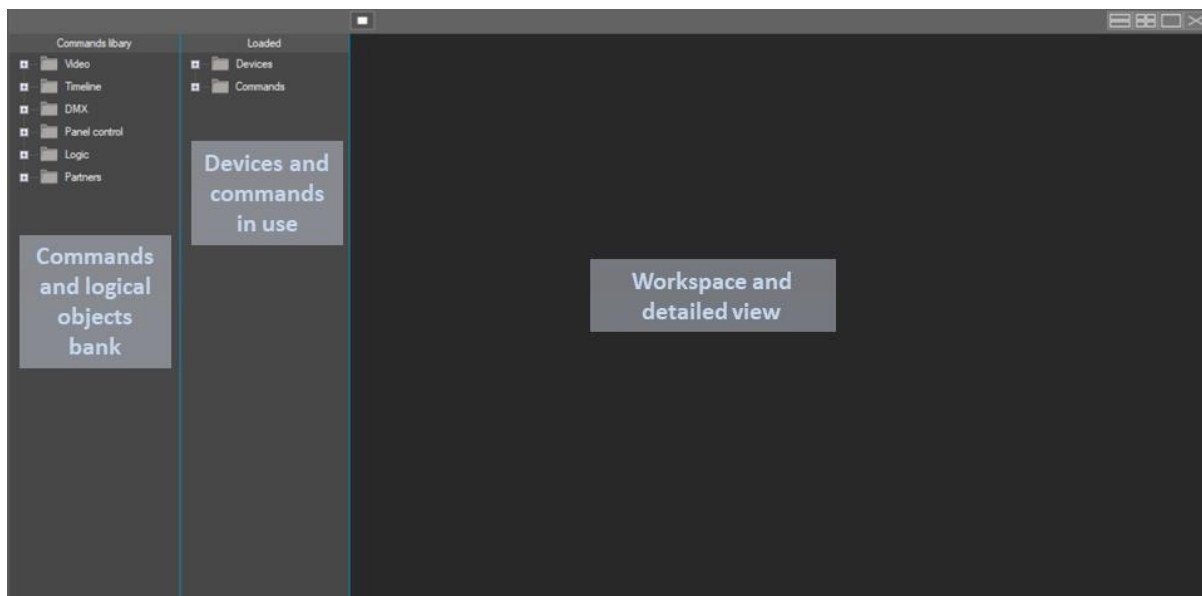 Commands libary
Loaded
Video
Timeline
DMX
Panel control
Logic
Partners
Devices
Commands
Devices and
commands
in use
Commands
and logical
objects
bank
Workspace and
detailed view